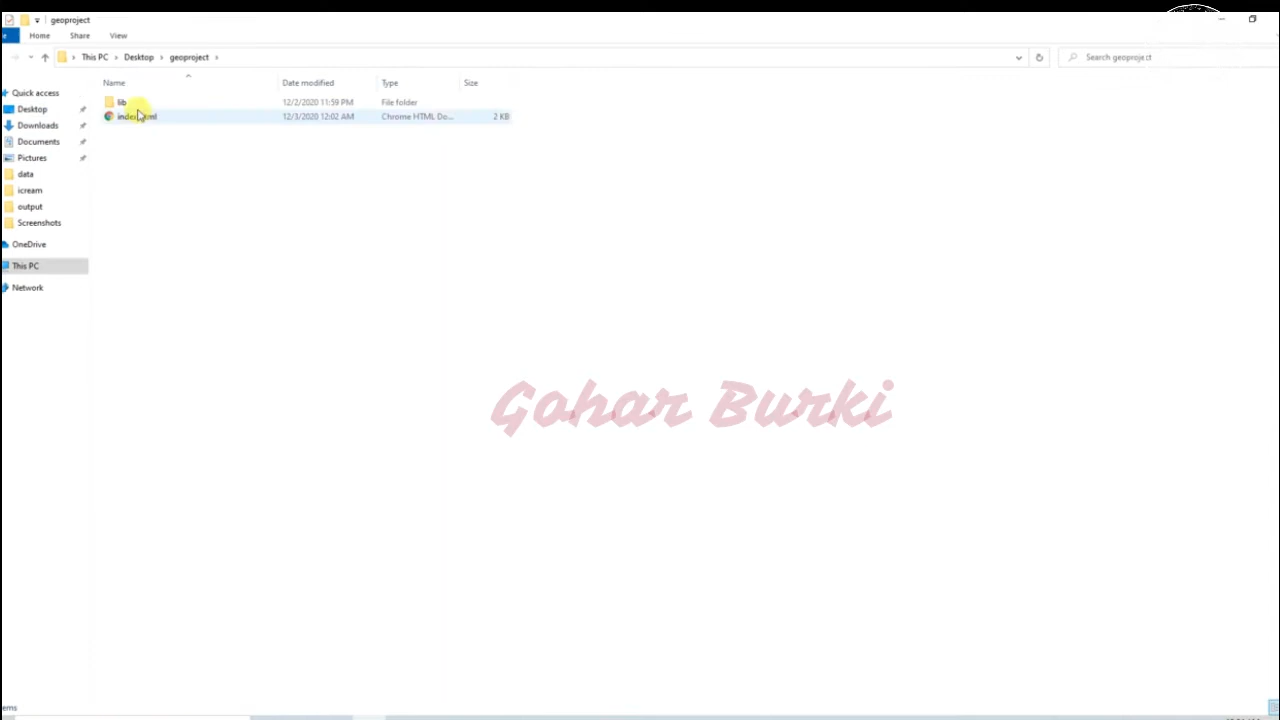 geoproject
Home Share View
This PC > Desktop > geoproject >
Search geoproject
Name Date modified Type Size
Quick access
Desktop
Downloads
Documents
Pictures
data
icream
output
Screenshots
OneDrive
This PC
Network
lib 12/2/2020 11:59 PM File folder
12/3/2020 12:02 AM Chrome HTML Do... 2 KB
Gahar Burki